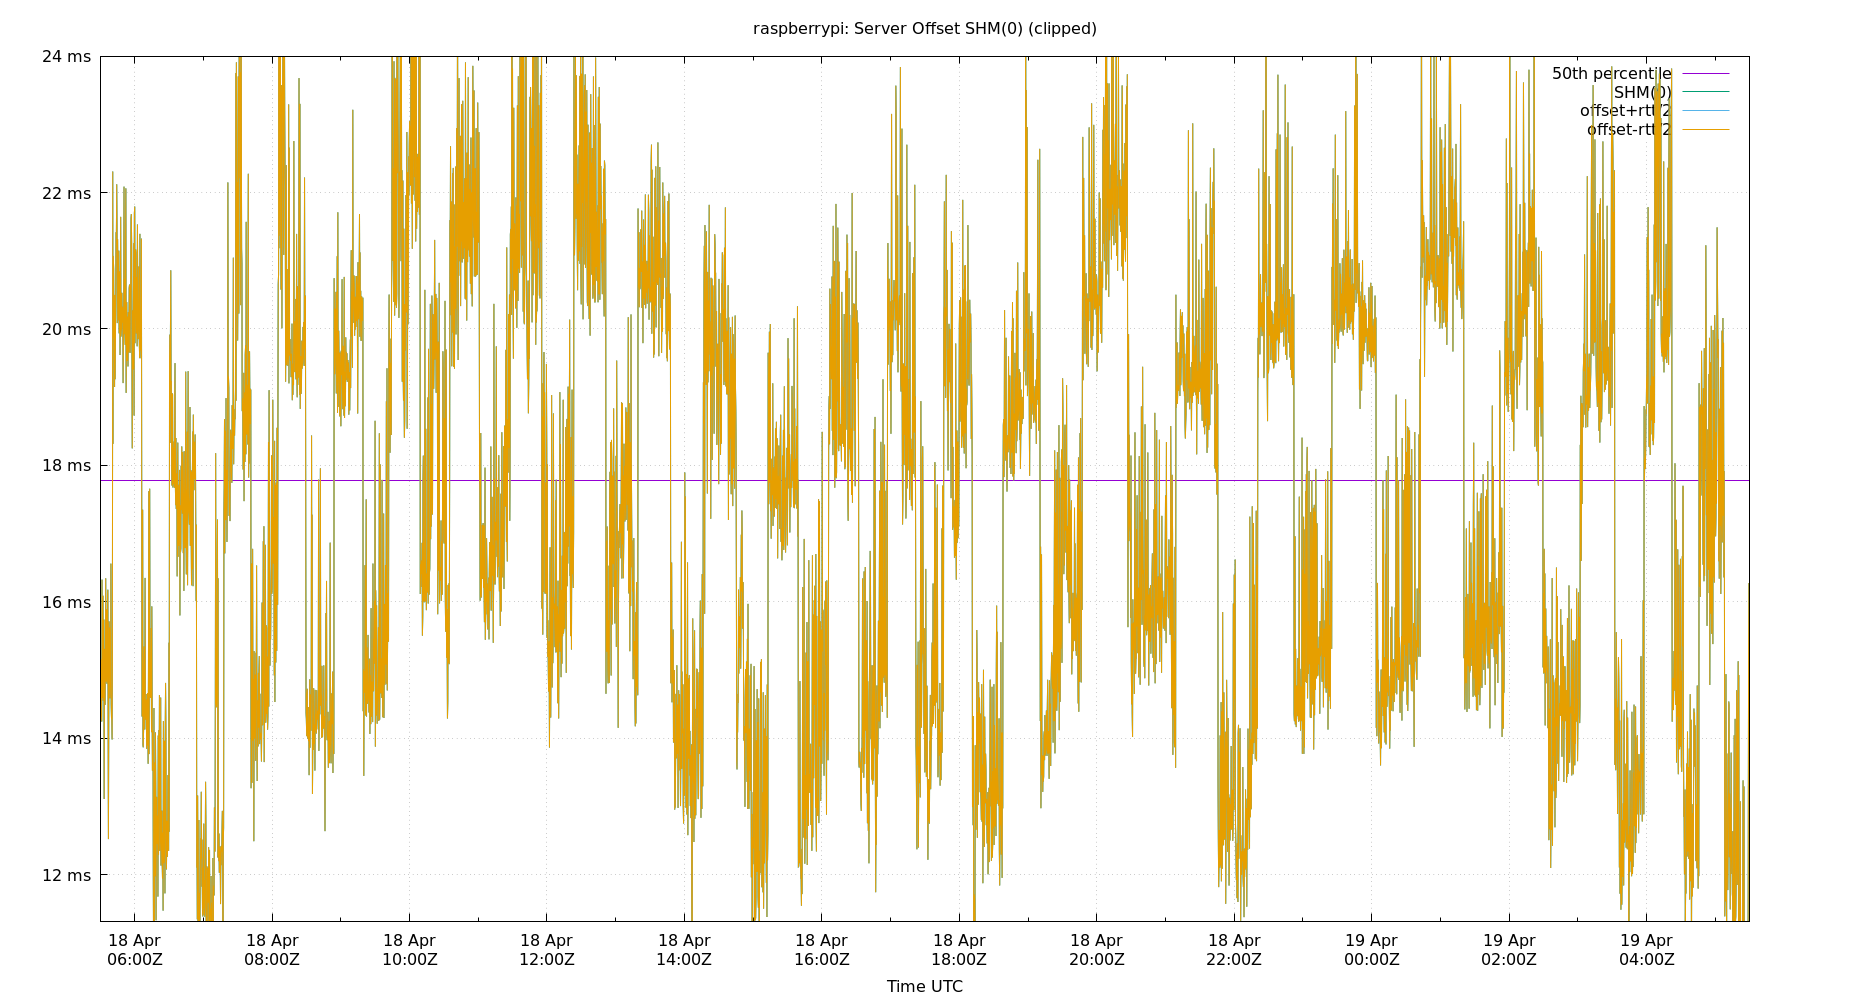 raspberrypi: Server Offset SHM(0) (clipped)
24 ms
22 ms
20 ms
18 ms
16 ms
14 ms
12 ms
50th percentile
SHM(0)
offset+rtt/2
offset-rtt/2
18 Apr 18 Apr 18 Apr 18 Apr 18 Apr 18 Apr 18 Apr 18 Apr 18 Apr 19 Apr 19 Apr 19 Apr
06:00Z 08:00Z 10:00Z 12:00Z 14:00Z 16:00Z 18:00Z 20:00Z 22:00Z 00:00Z 02:00Z 04:00Z
Time UTC